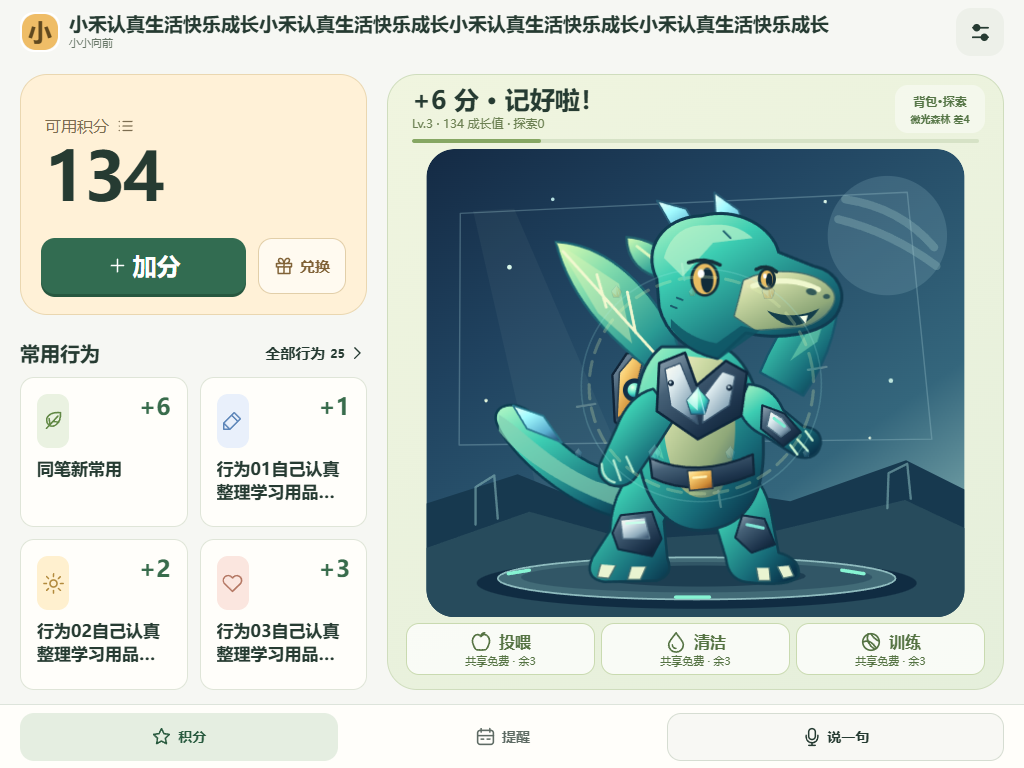 小
小禾认真生活快乐成长小禾认真生活快乐成长小禾认真生活快乐成长小禾认真生活快乐成长
小小向前
可用积分
134
+ 加分
兑换
常用行为
全部行为 25
+6
同笔新常用
+1
行为01自己认真
整理学习用品...
+2
行为02自己认真
整理学习用品...
+3
行为03自己认真
整理学习用品...
+6 分·记好啦!
Lv.3 · 134 成长值 · 探索0
背包·探索
微光森林 差4
投喂
共享免费 · 余3
清洁
共享免费 · 余3
训练
共享免费 · 余3
积分
提醒
说一句